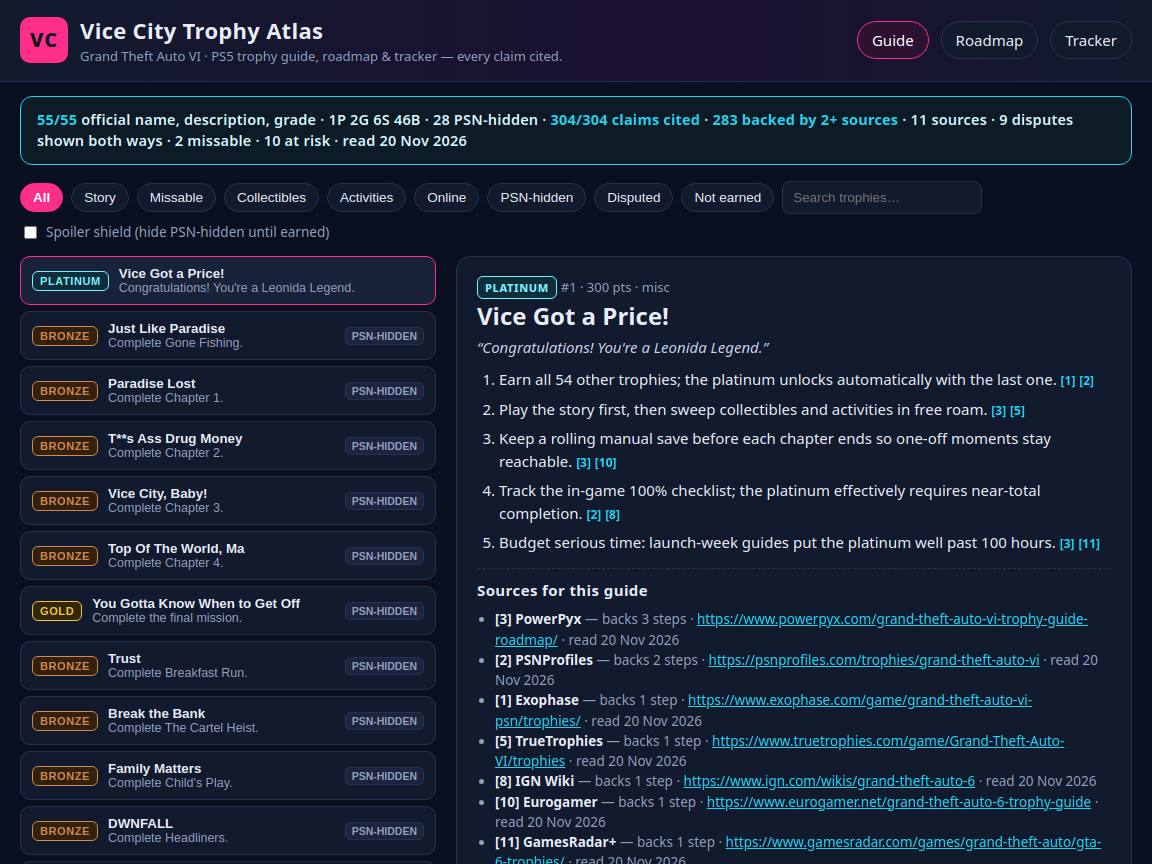 VC
Vice City Trophy Atlas
Grand Theft Auto VI · PS5 trophy guide, roadmap & tracker — every claim cited.
Guide
Roadmap
Tracker
55/55 official name, description, grade · 1P 2G 6S 46B · 28 PSN-hidden · 304/304 claims cited · 283 backed by 2+ sources · 11 sources · 9 disputes
shown both ways · 2 missable · 10 at risk · read 20 Nov 2026
All
Story
Missable
Collectibles
Activities
Online
PSN-hidden
Disputed
Not earned
Search trophies…
Spoiler shield (hide PSN-hidden until earned)
PLATINUM
Vice Got a Price!
Congratulations! You're a Leonida Legend.
BRONZE
Just Like Paradise
Complete Gone Fishing.
PSN-HIDDEN
BRONZE
Paradise Lost
Complete Chapter 1.
PSN-HIDDEN
BRONZE
T**s Ass Drug Money
Complete Chapter 2.
PSN-HIDDEN
BRONZE
Vice City, Baby!
Complete Chapter 3.
PSN-HIDDEN
BRONZE
Top Of The World, Ma
Complete Chapter 4.
PSN-HIDDEN
GOLD
You Gotta Know When to Get Off
Complete the final mission.
PSN-HIDDEN
BRONZE
Trust
Complete Breakfast Run.
PSN-HIDDEN
BRONZE
Break the Bank
Complete The Cartel Heist.
PSN-HIDDEN
BRONZE
Family Matters
Complete Child's Play.
PSN-HIDDEN
BRONZE
DWNFALL
Complete Headliners.
PSN-HIDDEN
PLATINUM #1 · 300 pts · misc
Vice Got a Price!
“Congratulations! You're a Leonida Legend.”
1. Earn all 54 other trophies; the platinum unlocks automatically with the last one. [1] [2]
2. Play the story first, then sweep collectibles and activities in free roam. [3] [5]
3. Keep a rolling manual save before each chapter ends so one-off moments stay
reachable. [3] [10]
4. Track the in-game 100% checklist; the platinum effectively requires near-total
completion. [2] [8]
5. Budget serious time: launch-week guides put the platinum well past 100 hours. [3] [11]
Sources for this guide
• [3] PowerPyx — backs 3 steps · https://www.powerpyx.com/grand-theft-auto-vi-trophy-guide-
roadmap/ · read 20 Nov 2026
• [2] PSNProfiles — backs 2 steps · https://psnprofiles.com/trophies/grand-theft-auto-vi · read 20
Nov 2026
• [1] Exophase — backs 1 step · https://www.exophase.com/game/grand-theft-auto-vi-
psn/trophies/ · read 20 Nov 2026
• [5] TrueTrophies — backs 1 step · https://www.truetrophies.com/game/Grand-Theft-Auto-
VI/trophies · read 20 Nov 2026
• [8] IGN Wiki — backs 1 step · https://www.ign.com/wikis/grand-theft-auto-6 · read 20 Nov 2026
• [10] Eurogamer — backs 1 step · https://www.eurogamer.net/grand-theft-auto-6-trophy-guide ·
read 20 Nov 2026
• [11] GamesRadar+ — backs 1 step · https://www.gamesradar.com/games/grand-theft-auto/gta-
6-trophies/ · read 20 Nov 2026